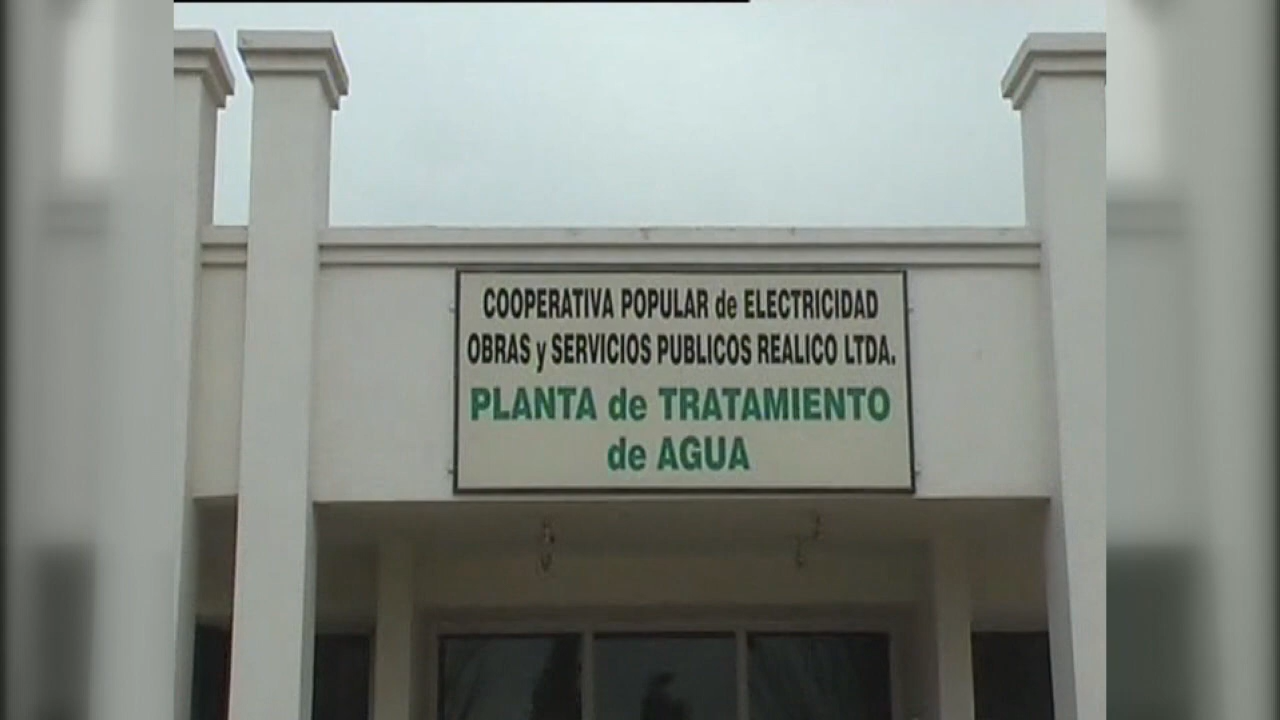 COOPERATIVA POPULAR de ELECTRICIDAD
OBRAS y SERVICIOS PUBLICOS REALICO LTDA.
PLANTA de TRATAMIENTO
de AGUA